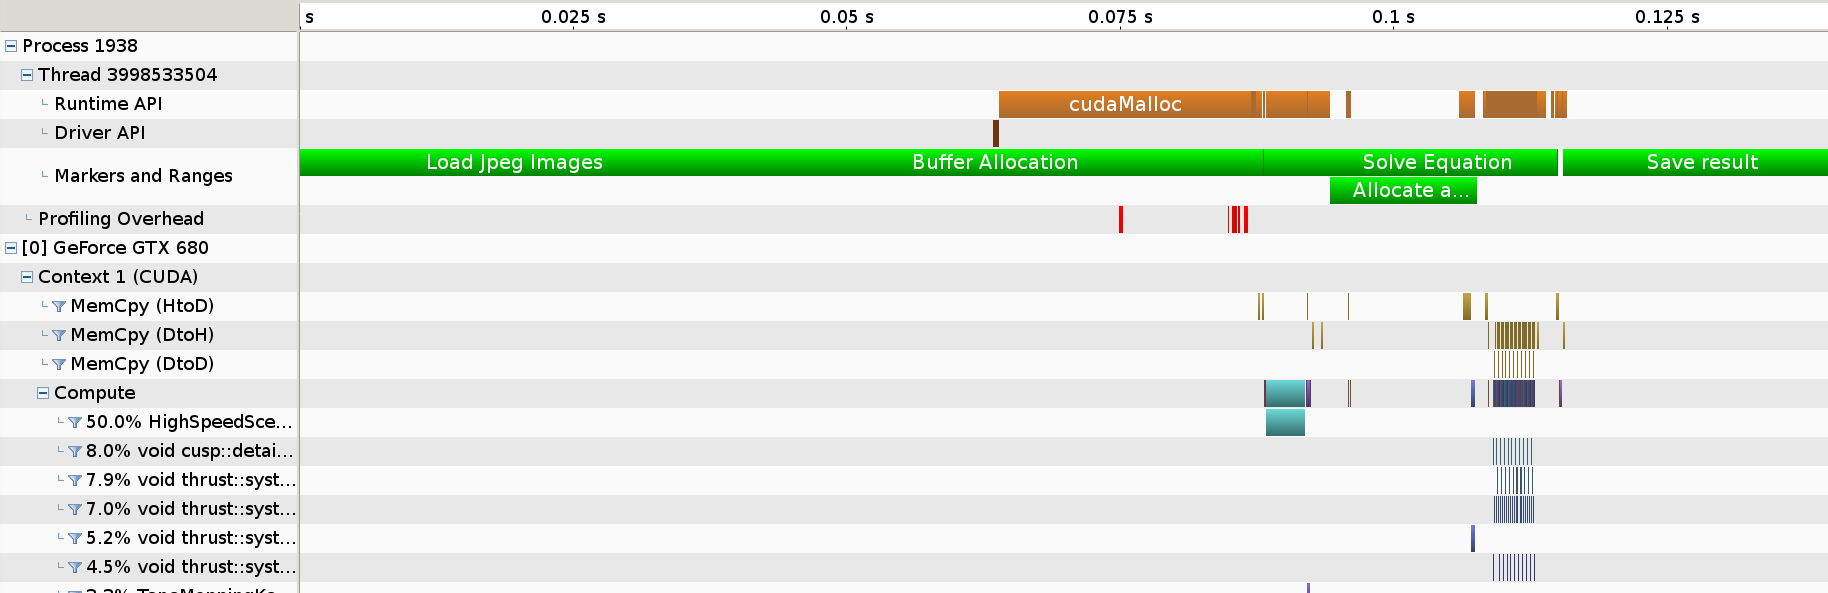 s 0.025 s 0.05 s 0.075 s 0.1 s 0.125 s
Process 1938
Thread 3998533504
Runtime API cudaMalloc
Driver API
Load Jpeg Images Buffer Allocation Solve Equation Save result
Markers and Ranges
Allocate a...
Profiling Overhead
[0] GeForce GTX 680
Context 1 (CUDA)
MemCpy (HtoD)
MemCpy (DtoH)
MemCpy (DtoD)
Compute
50.0% HighSpeedSce...
8.0% void cusp::detai...
7.9% void thrust::syst...
7.0% void thrust::syst...
5.2% void thrust::syst...
4.5% void thrust::syst...